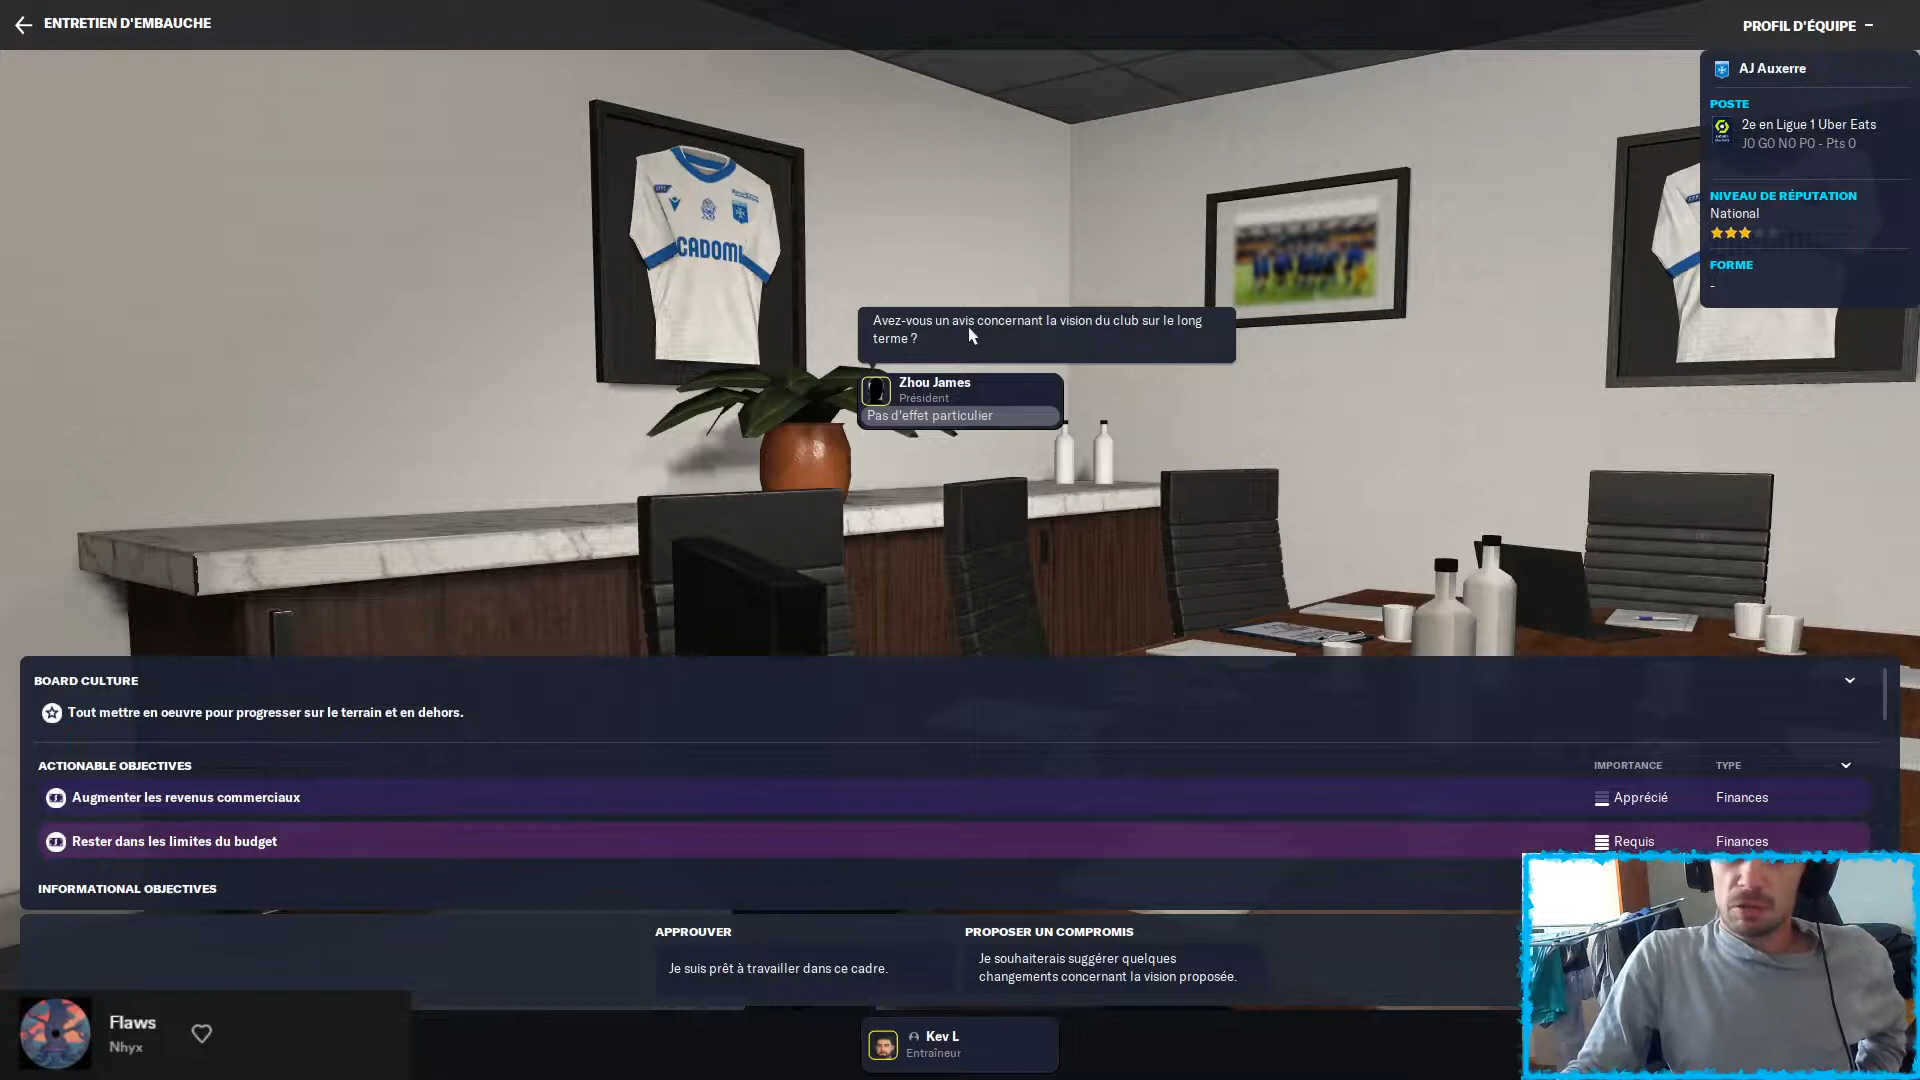 ENTRETIEN D'EMBAUCHE
PROFIL D'ÉQUIPE
AJ Auxerre
POSTE
2e en Ligue 1 Uber Eats
J0 G0 N0 P0 - Pts 0
NIVEAU DE RÉPUTATION
National
FORME
-
CADOMI
Avez-vous un avis concernant la vision du club sur le long
terme ?
Zhou James
Président
Pas d'effet particulier
BOARD CULTURE
Tout mettre en oeuvre pour progresser sur le terrain et en dehors.
ACTIONABLE OBJECTIVES
IMPORTANCE
TYPE
Augmenter les revenus commerciaux
Apprécié
Finances
Rester dans les limites du budget
Requis
Finances
INFORMATIONAL OBJECTIVES
APPROUVER
Je suis prêt à travailler dans ce cadre.
PROPOSER UN COMPROMIS
Je souhaiterais suggérer quelques
changements concernant la vision proposée.
Flaws
Nhyx
Kev L
Entraîneur